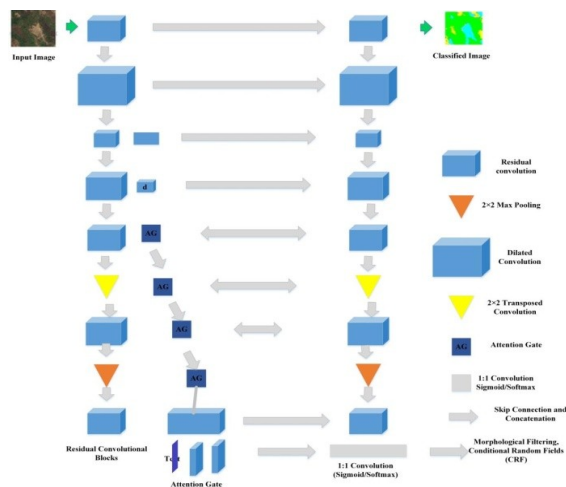 Input Image
Classified Image
d
AG
AG
AG
AG
Residual
convolution
2×2 Max Pooling
Dilated
Convolution
2×2 Transposed
Convolution
AG
Attention Gate
1:1 Convolution
Sigmoid/Softmax
Skip Connection and
Concatenation
Residual Convolutional
Blocks
Attention Gate
1:1 Convolution
(Sigmoid/Softmax)
Morphological Filtering,
Conditional Random Fields
(CRF)